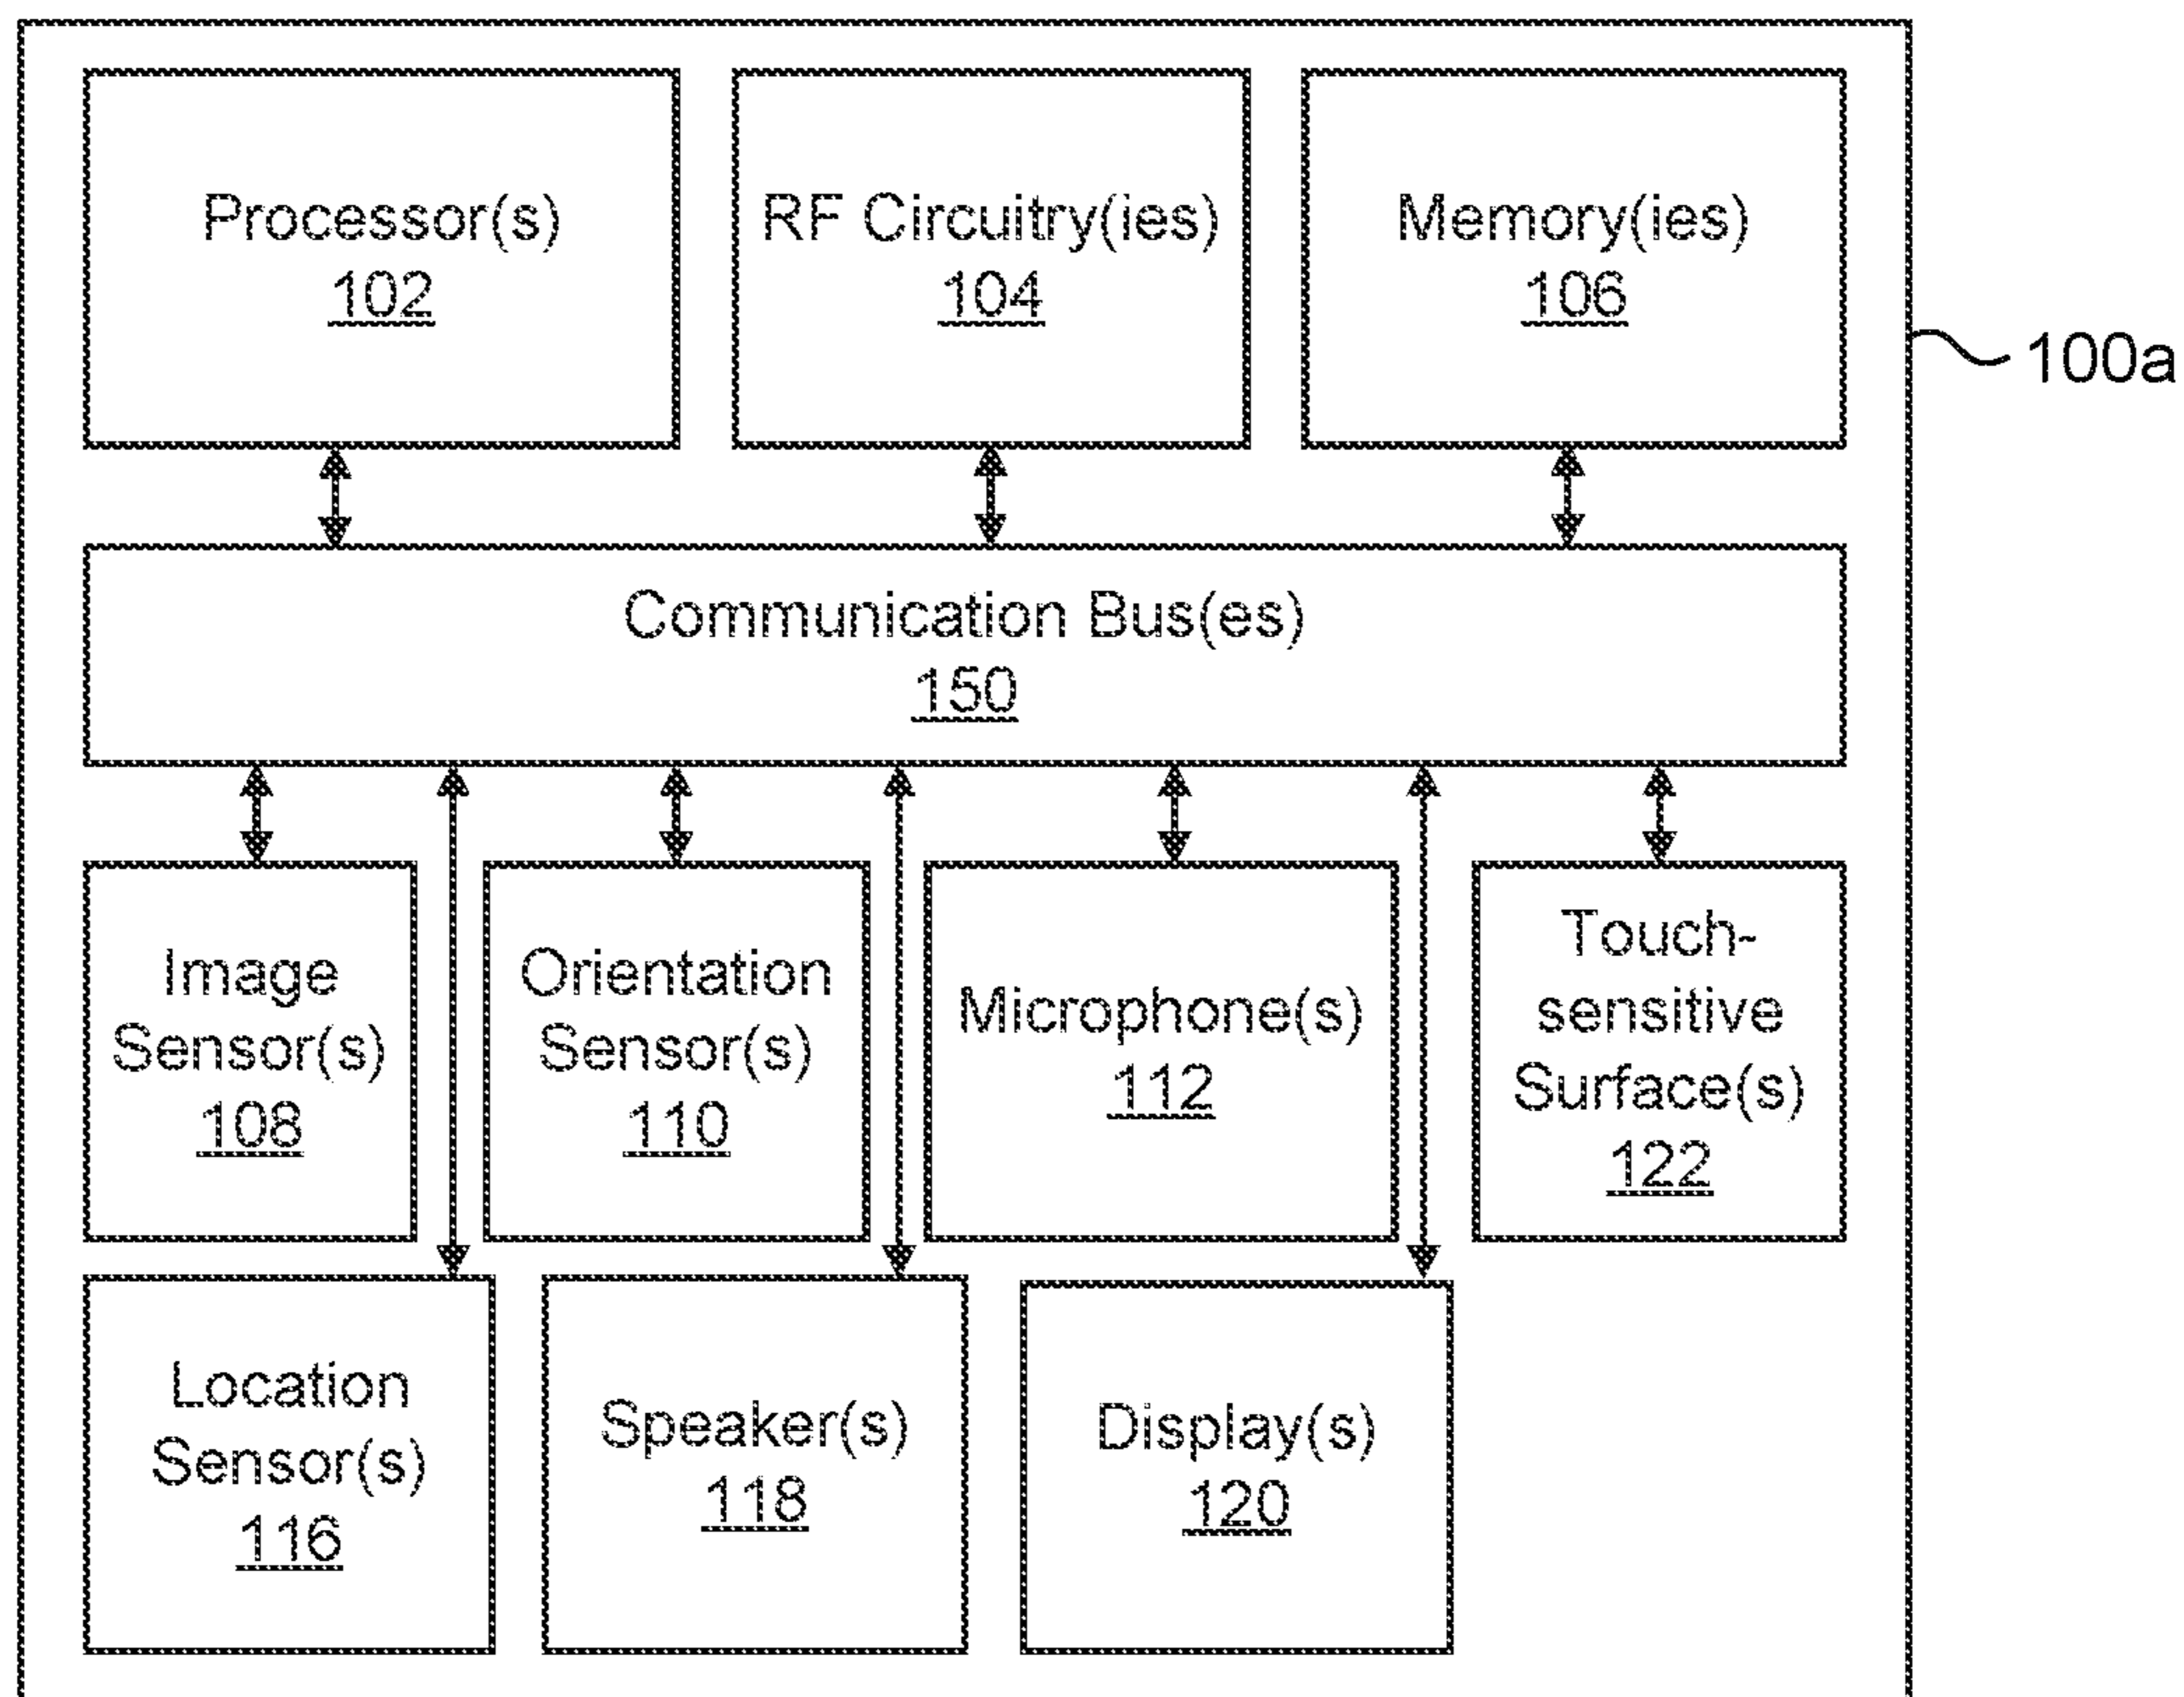 Processor(s)
102
RF Circuitry(ies)
104
Memory(ies)
106
100a
Communication Bus(es)
150
Image
Sensor(s)
108
Orientation
Sensor(s)
110
Microphone(s)
112
Touch-
sensitive
Surface(s)
122
Location
Sensor(s)
116
Speaker(s)
118
Display(s)
120